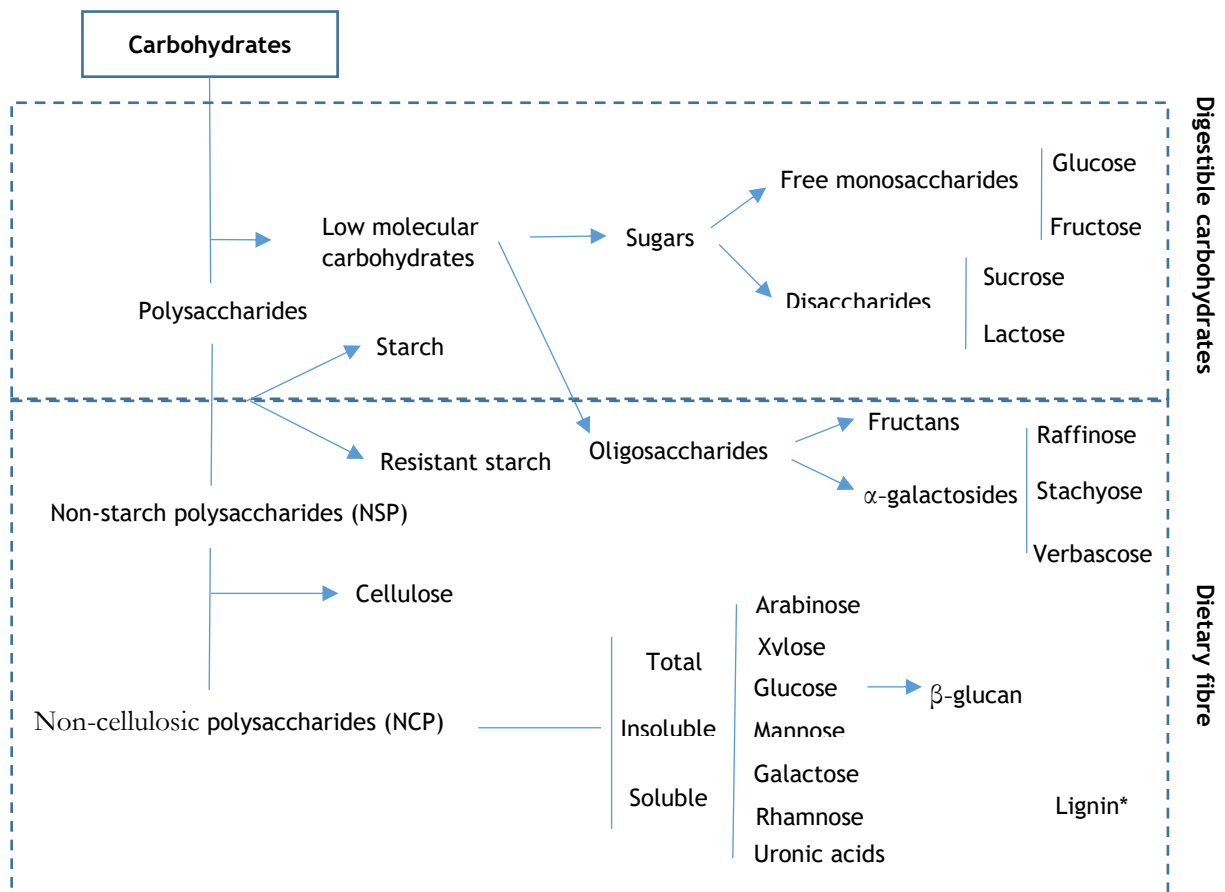 Carbohydrates
Digestible carbohydrates
Free monosaccharides
Glucose
Fructose
Low molecular
carbohydrates
Sugars
Disaccharides
Sucrose
Lactose
Polysaccharides
Starch
Resistant starch
Oligosaccharides
Fructans
α-galactosides
Raffinose
Stachyose
Verbascose
Non-starch polysaccharides (NSP)
Cellulose
Dietary fibre
Non-cellulosic polysaccharides (NCP)
Total
Insoluble
Soluble
Arabinose
Xylose
Glucose
β-glucan
Mannose
Galactose
Rhamnose
Uronic acids
Lignin*